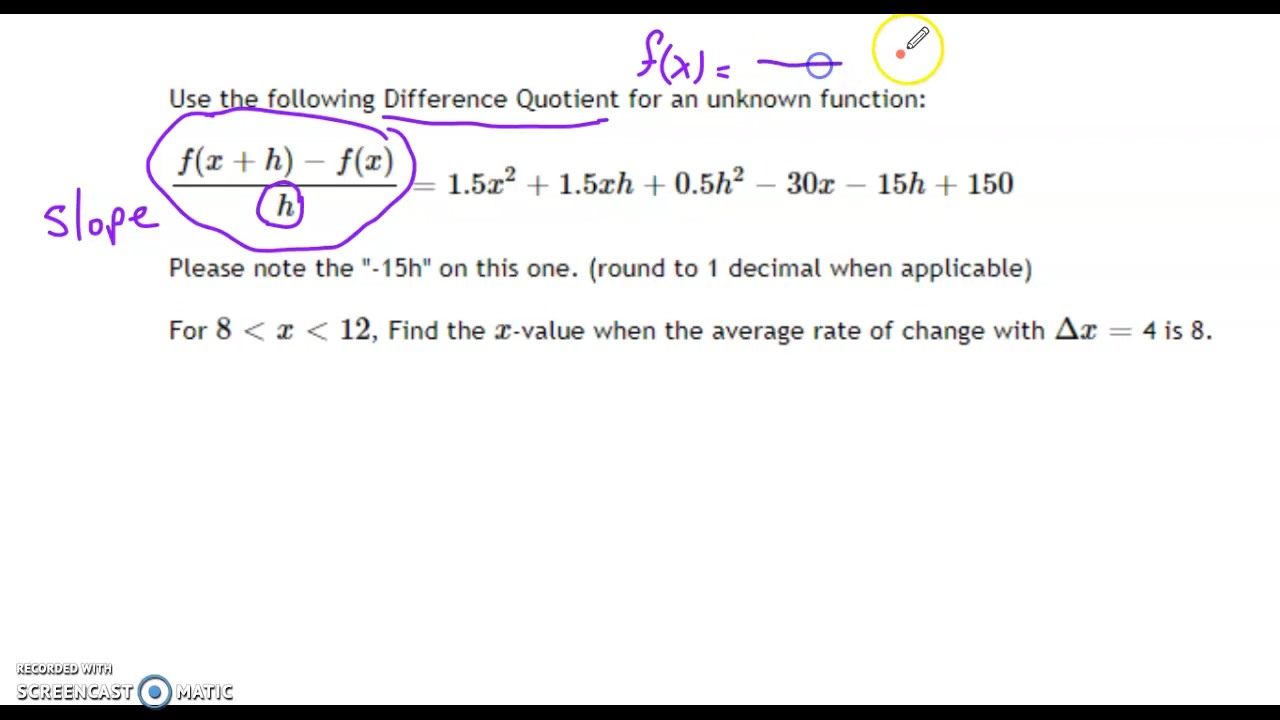 f(x) =
Use the following Difference Quotient for an unknown function:
f(x + h) − f(x)
h
= 1.5x² + 1.5xh + 0.5h² − 30x − 15h + 150
slope
Please note the "-15h" on this one. (round to 1 decimal when applicable)
For 8 < x < 12, Find the x-value when the average rate of change with Δx = 4 is 8.
RECORDED WITH
SCREENCAST MATIC